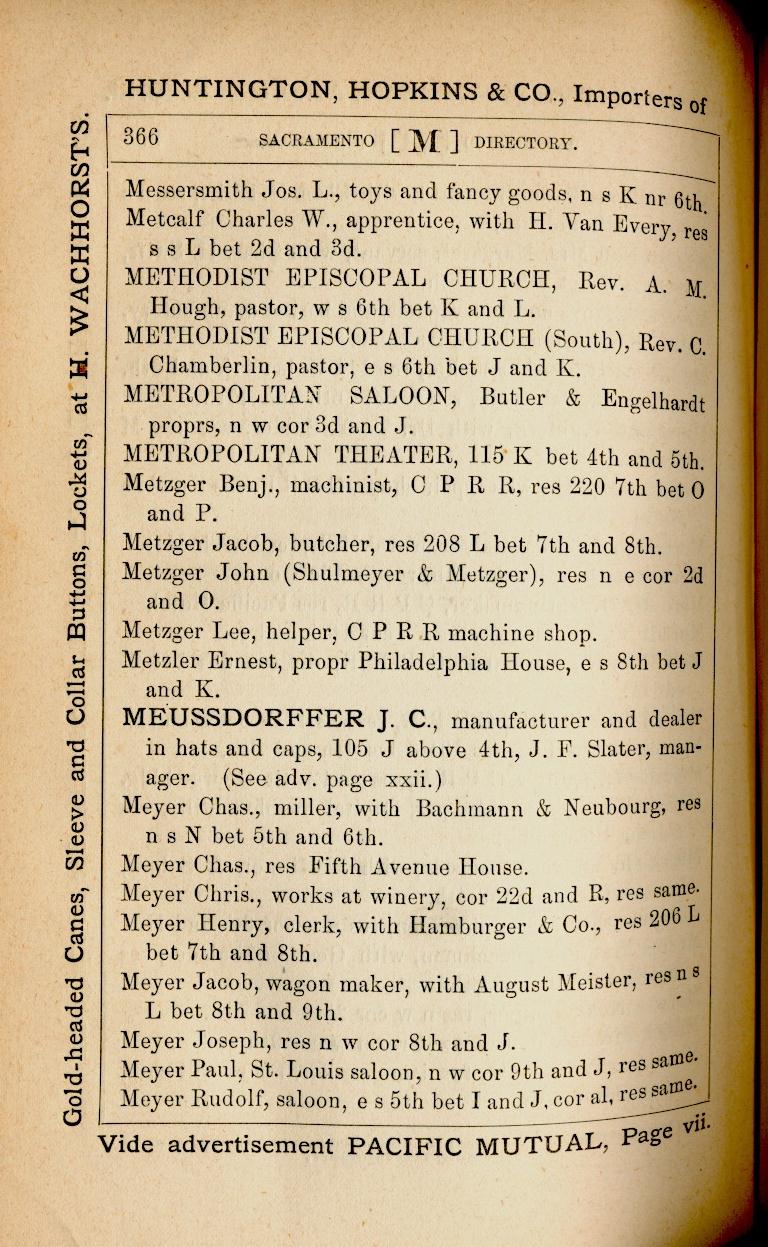 HUNTINGTON, HOPKINS & CO., Importers of
366 SACRAMENTO [ M ] DIRECTORY.
Messersmith Jos. L., toys and fancy goods, n s K nr 6th.
Metcalf Charles W., apprentice, with H. Van Every, res
s s L bet 2d and 3d.
METHODIST EPISCOPAL CHURCH, Rev. A. M.
Hough, pastor, w s 6th bet K and L.
METHODIST EPISCOPAL CHURCH (South), Rev. C.
Chamberlin, pastor, e s 6th bet J and K.
METROPOLITAN SALOON, Butler & Engelhardt
proprs, n w cor 3d and J.
METROPOLITAN THEATER, 115 K bet 4th and 5th.
Metzger Benj., machinist, C P R R, res 220 7th bet O
and P.
Metzger Jacob, butcher, res 208 L bet 7th and 8th.
Metzger John (Shulmeyer & Metzger), res n e cor 2d
and O.
Metzger Lee, helper, C P R R machine shop.
Metzler Ernest, propr Philadelphia House, e s 8th bet J
and K.
MEUSSDORFFER J. C., manufacturer and dealer
in hats and caps, 105 J above 4th, J. F. Slater, man-
ager. (See adv. page xxii.)
Meyer Chas., miller, with Bachmann & Neubourg, res
n s N bet 5th and 6th.
Meyer Chas., res Fifth Avenue House.
Meyer Chris., works at winery, cor 22d and R, res same.
Meyer Henry, clerk, with Hamburger & Co., res 206 L
bet 7th and 8th.
Meyer Jacob, wagon maker, with August Meister, res n s
L bet 8th and 9th.
Meyer Joseph, res n w cor 8th and J.
Meyer Paul, St. Louis saloon, n w cor 9th and J, res same.
Meyer Rudolf, saloon, e s 5th bet I and J, cor al, res same.
Vide advertisement PACIFIC MUTUAL, Page vii.
Gold-headed Canes, Sleeve and Collar Buttons, Lockets, at H. WACHHORST'S.